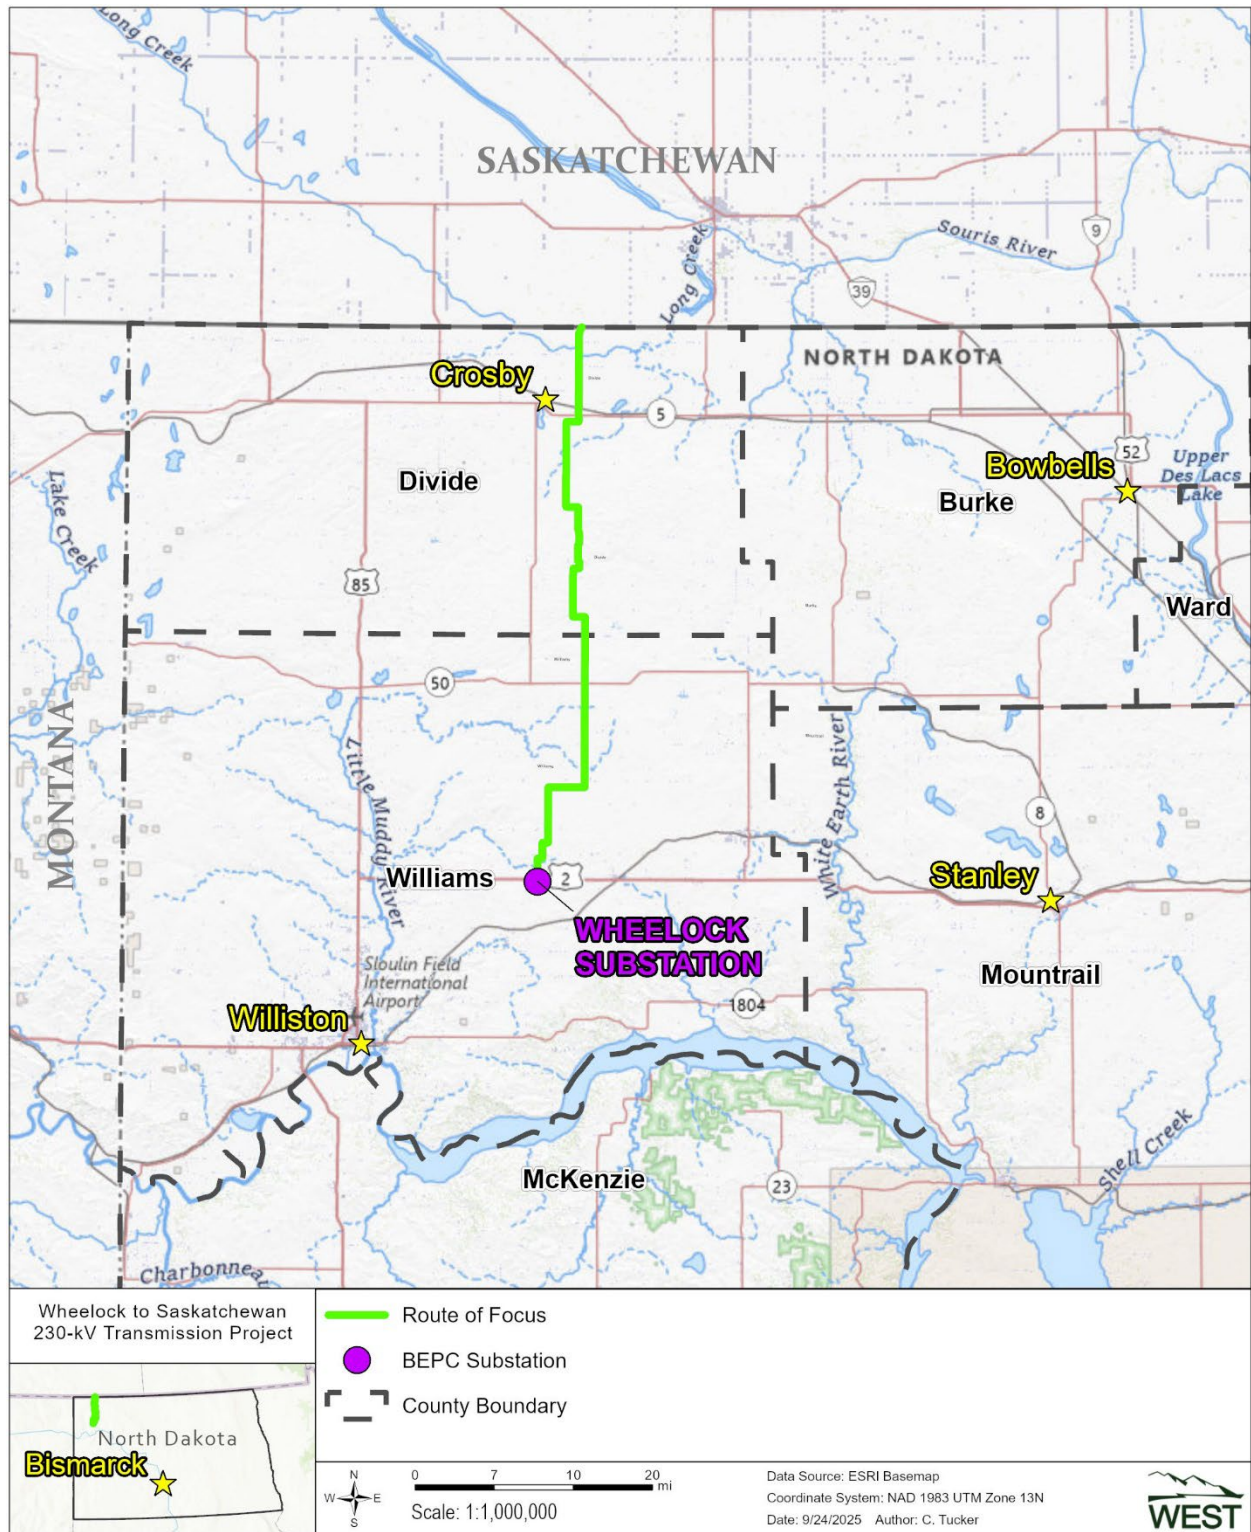 Long Creek
SASKATCHEWAN
Long Creek
Souris River
9
39
NORTH DAKOTA
Crosby
5
52
Bowbells
Upper
Des Lacs
Lake
Divide
Burke
Lake Creek
85
Ward
50
MONTANA
Little Muddy River
White Earth River
8
Williams
2
Stanley
WHEELOCK
SUBSTATION
Sloulin Field
International
Airport
Mountrail
1804
Williston
McKenzie
23
Shell Creek
Charbonneau
Wheelock to Saskatchewan
230-kV Transmission Project
North Dakota
Bismarck
Route of Focus
BEPC Substation
County Boundary
N
W
E
S
0 7 10 20
mi
Scale: 1:1,000,000
Data Source: ESRI Basemap
Coordinate System: NAD 1983 UTM Zone 13N
Date: 9/24/2025 Author: C. Tucker
WEST